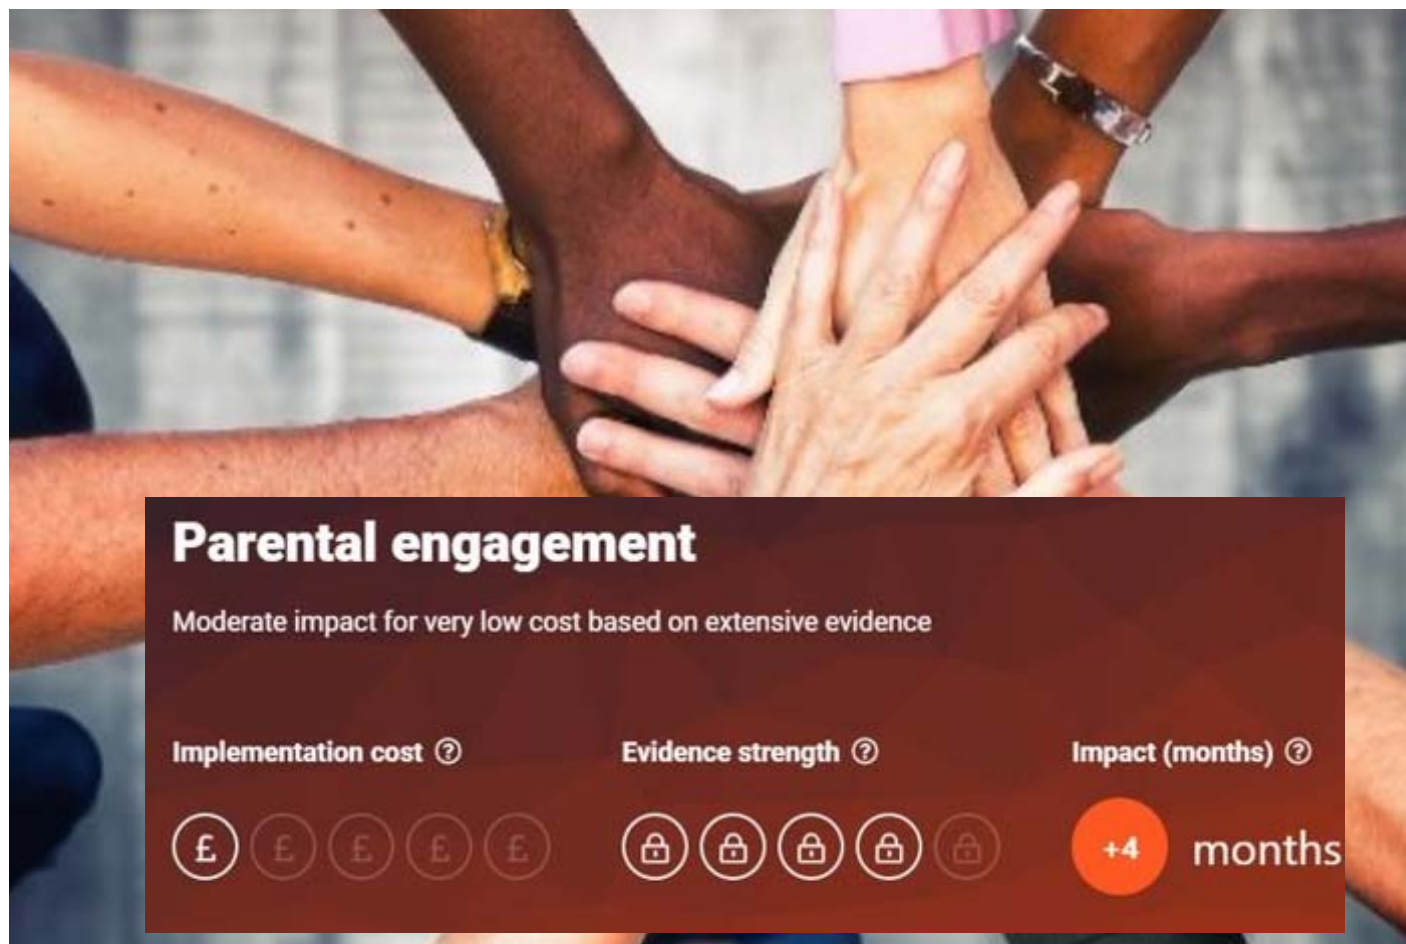 Parental engagement
Moderate impact for very low cost based on extensive evidence
Implementation cost ? Evidence strength ? Impact (months) ?
£ £ £ £ £ +4 months